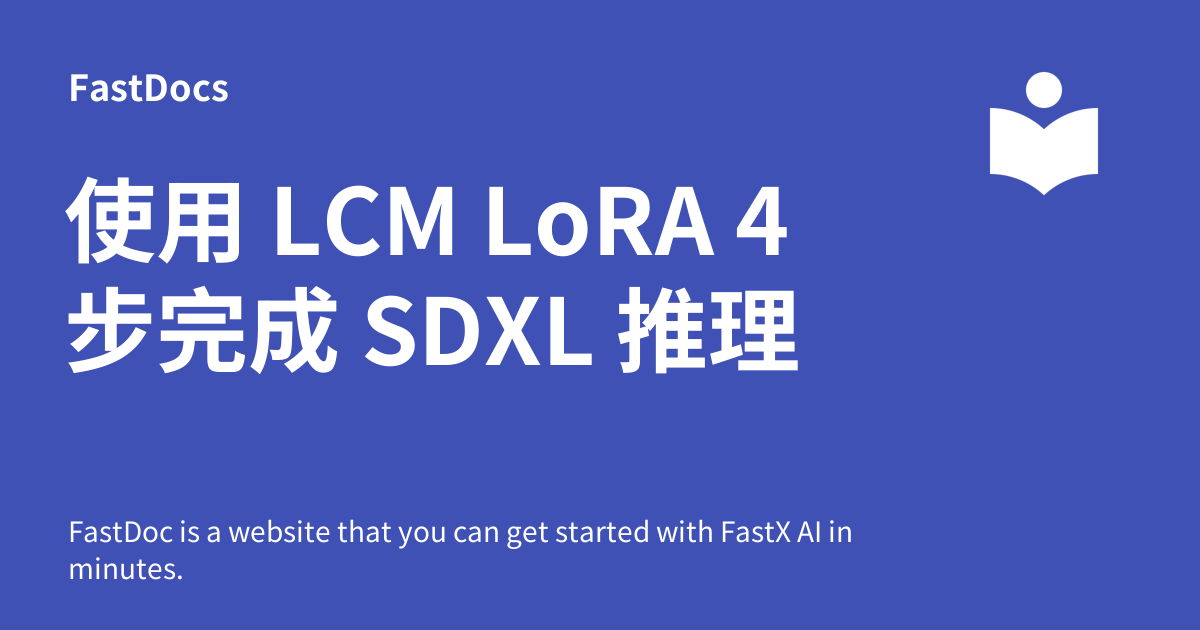 FastDocs
使用 LCM LoRA 4
步完成 SDXL 推理
FastDoc is a website that you can get started with FastX AI in
minutes.